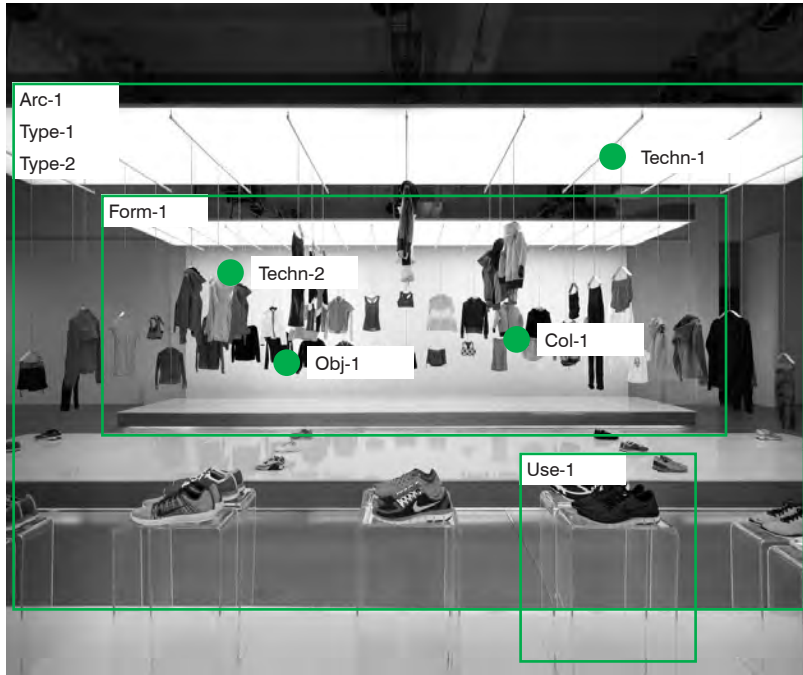 Arc-1
Type-1
Type-2
Techn-1
Form-1
Techn-2
Col-1
Obj-1
Use-1